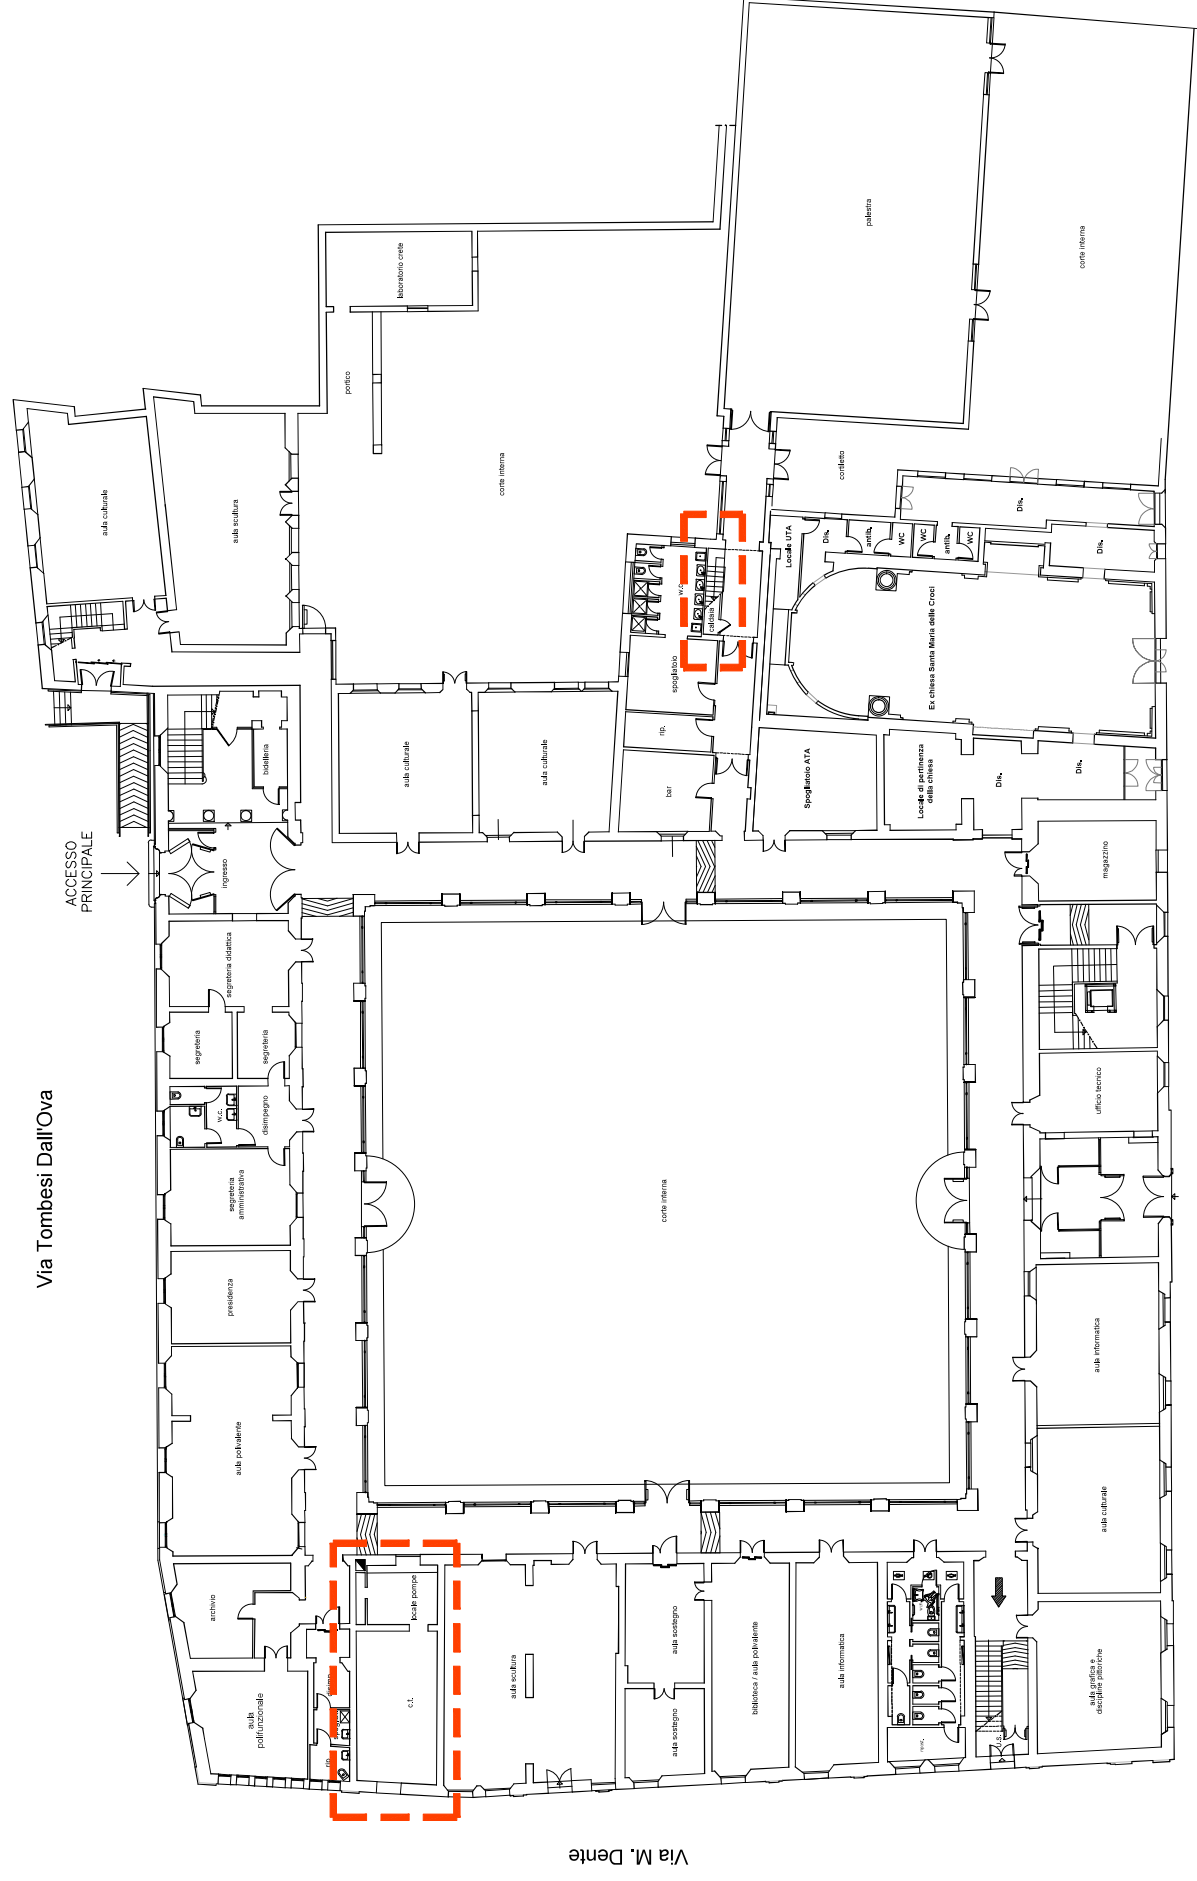 palestra
corte interna
laboratorio crete
portico
corte interna
cortiletto
aula culturale
aula scultura
Dis.
Locale UTA
Dis.
antib.
WC
WC
antib.
WC
Dis.
w.c.
caldaia
spogliatoio
Ex chiesa Santa Maria delle Croci
rip.
bidelleria
aula culturale
aula culturale
bar
Spogliatoio ATA
Locale di pertinenza
della chiesa
Dis.
Dis.
ACCESSO
PRINCIPALE
ingresso
magazzino
segreteria didattica
segreteria
segreteria
ufficio tecnico
w.c.
disimpegno
Via Tombesi Dall'Ova
segreteria
amministrativa
corte interna
presidenza
aula informatica
aula polivalente
aula culturale
archivio
locale pompe
aula sostegno
aula scultura
biblioteca / aula polivalente
aula informatica
aula grafica e
discipline pittoriche
aula
polifunzionale
disimp.
c.t.
aula sostegno
u.s.
rip.
Via M. Dente